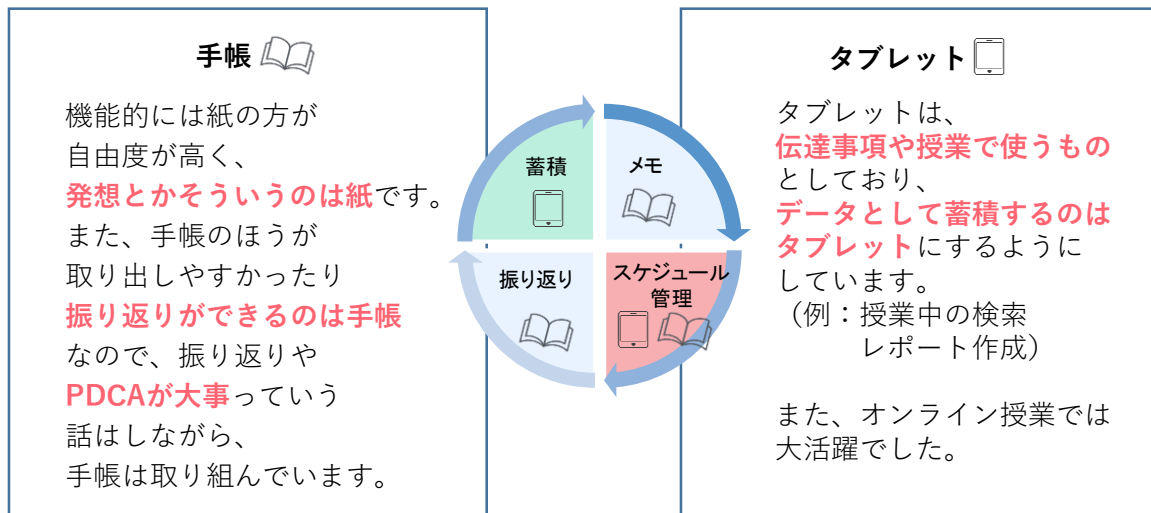 手帳
機能的には紙の方が
自由度が高く、
発想とかそういうのは紙です。
また、手帳のほうが
取り出しやすかったり
振り返りができるのは手帳
なので、振り返りや
PDCAが大事っていう
話はしながら、
手帳は取り組んでいます。
蓄積
メモ
振り返り
スケジュール
管理
タブレット
タブレットは、
伝達事項や授業で使うもの
としており、
データとして蓄積するのは
タブレットにするように
しています。
（例：授業中の検索
レポート作成）
また、オンライン授業では
大活躍でした。